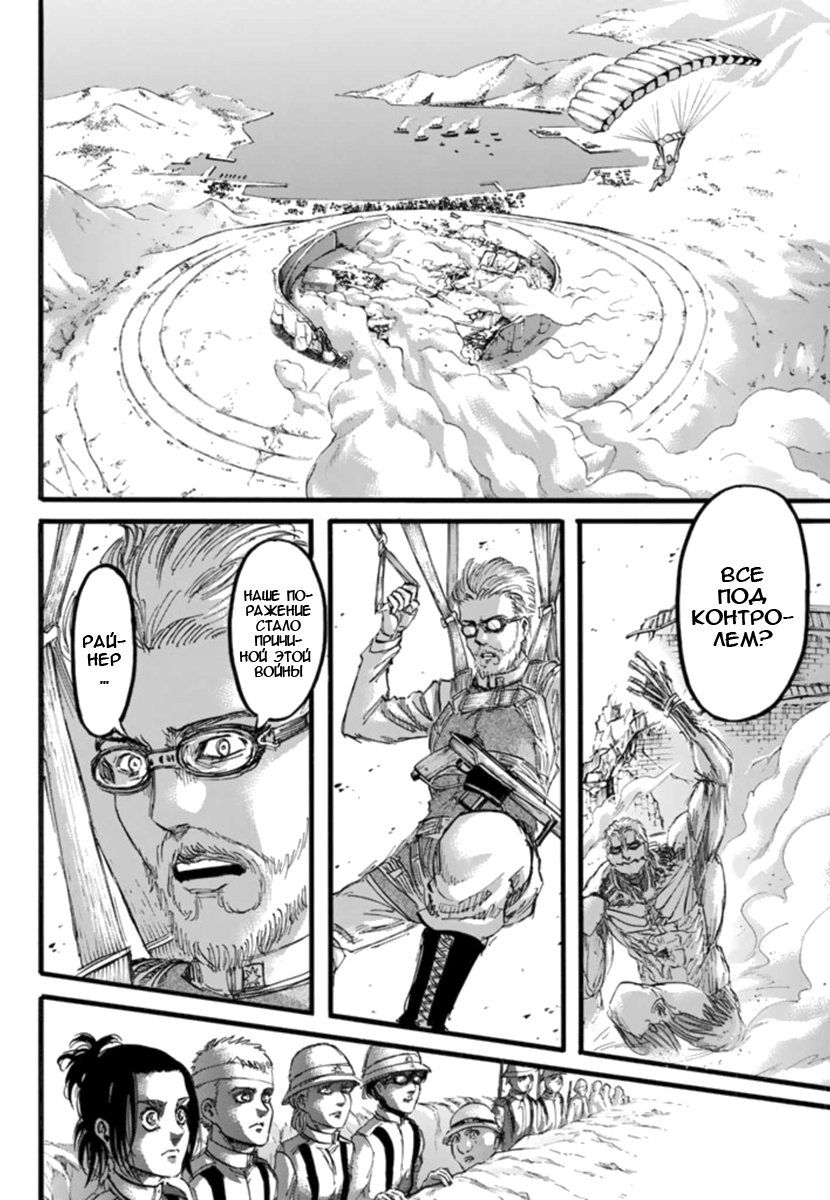 ВСЕ
ПОД
КОНТРО-
ЛЕМ?
НАШЕ ПО-
РАЖЕНИЕ
СТАЛО
ПРИЧИ-
НОЙ ЭТОЙ
ВОЙНЫ
РАЙ-
НЕР
...